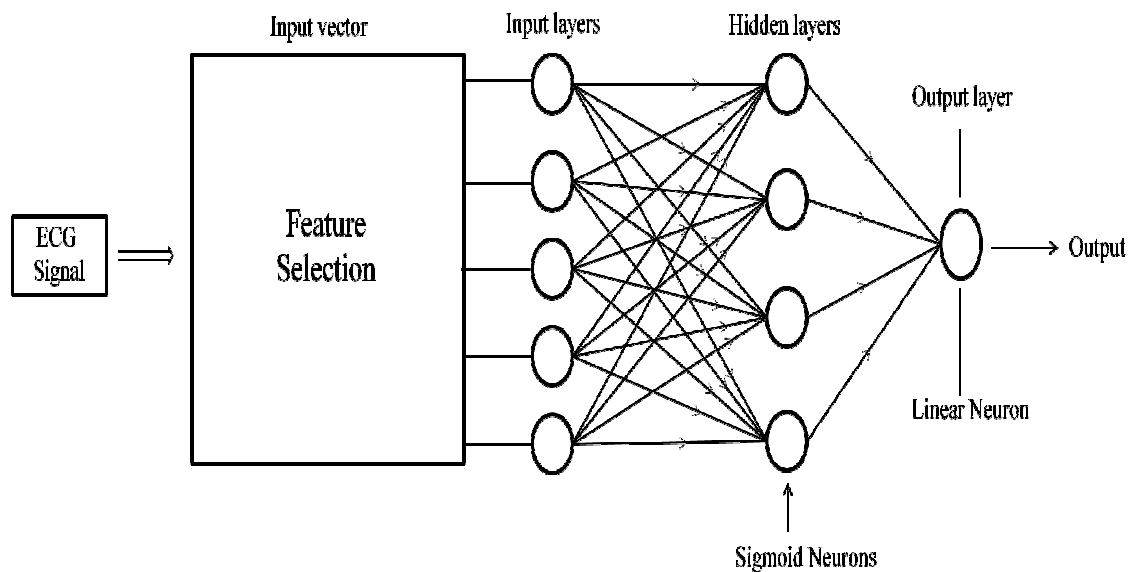 Input vector
Input layers
Hidden layers
Output layer
ECG
Signal
Feature
Selection
Output
Linear Neuron
Sigmoid Neurons